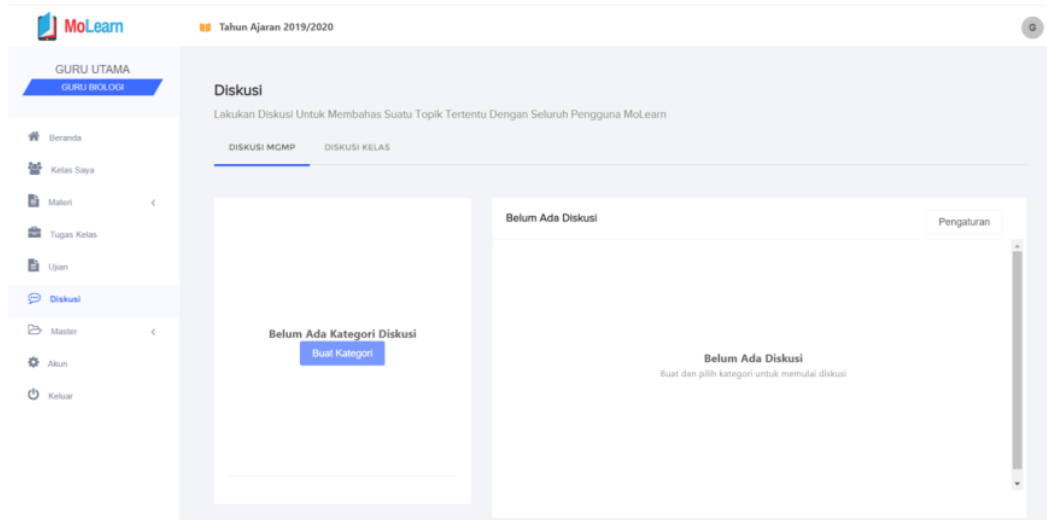 MoLearn
Tahun Ajaran 2019/2020
G
GURU UTAMA
GURU BIOLOGI
Beranda
Kelas Saya
Materi
Tugas Kelas
Ujian
Diskusi
Master
Akun
Keluar
Diskusi
Lakukan Diskusi Untuk Membahas Suatu Topik Tertentu Dengan Seluruh Pengguna MoLearn
DISKUSI MGMP DISKUSI KELAS
Belum Ada Kategori Diskusi
Buat Kategori
Belum Ada Diskusi
Pengaturan
Belum Ada Diskusi
Buat dan pilih kategori untuk memulai diskusi